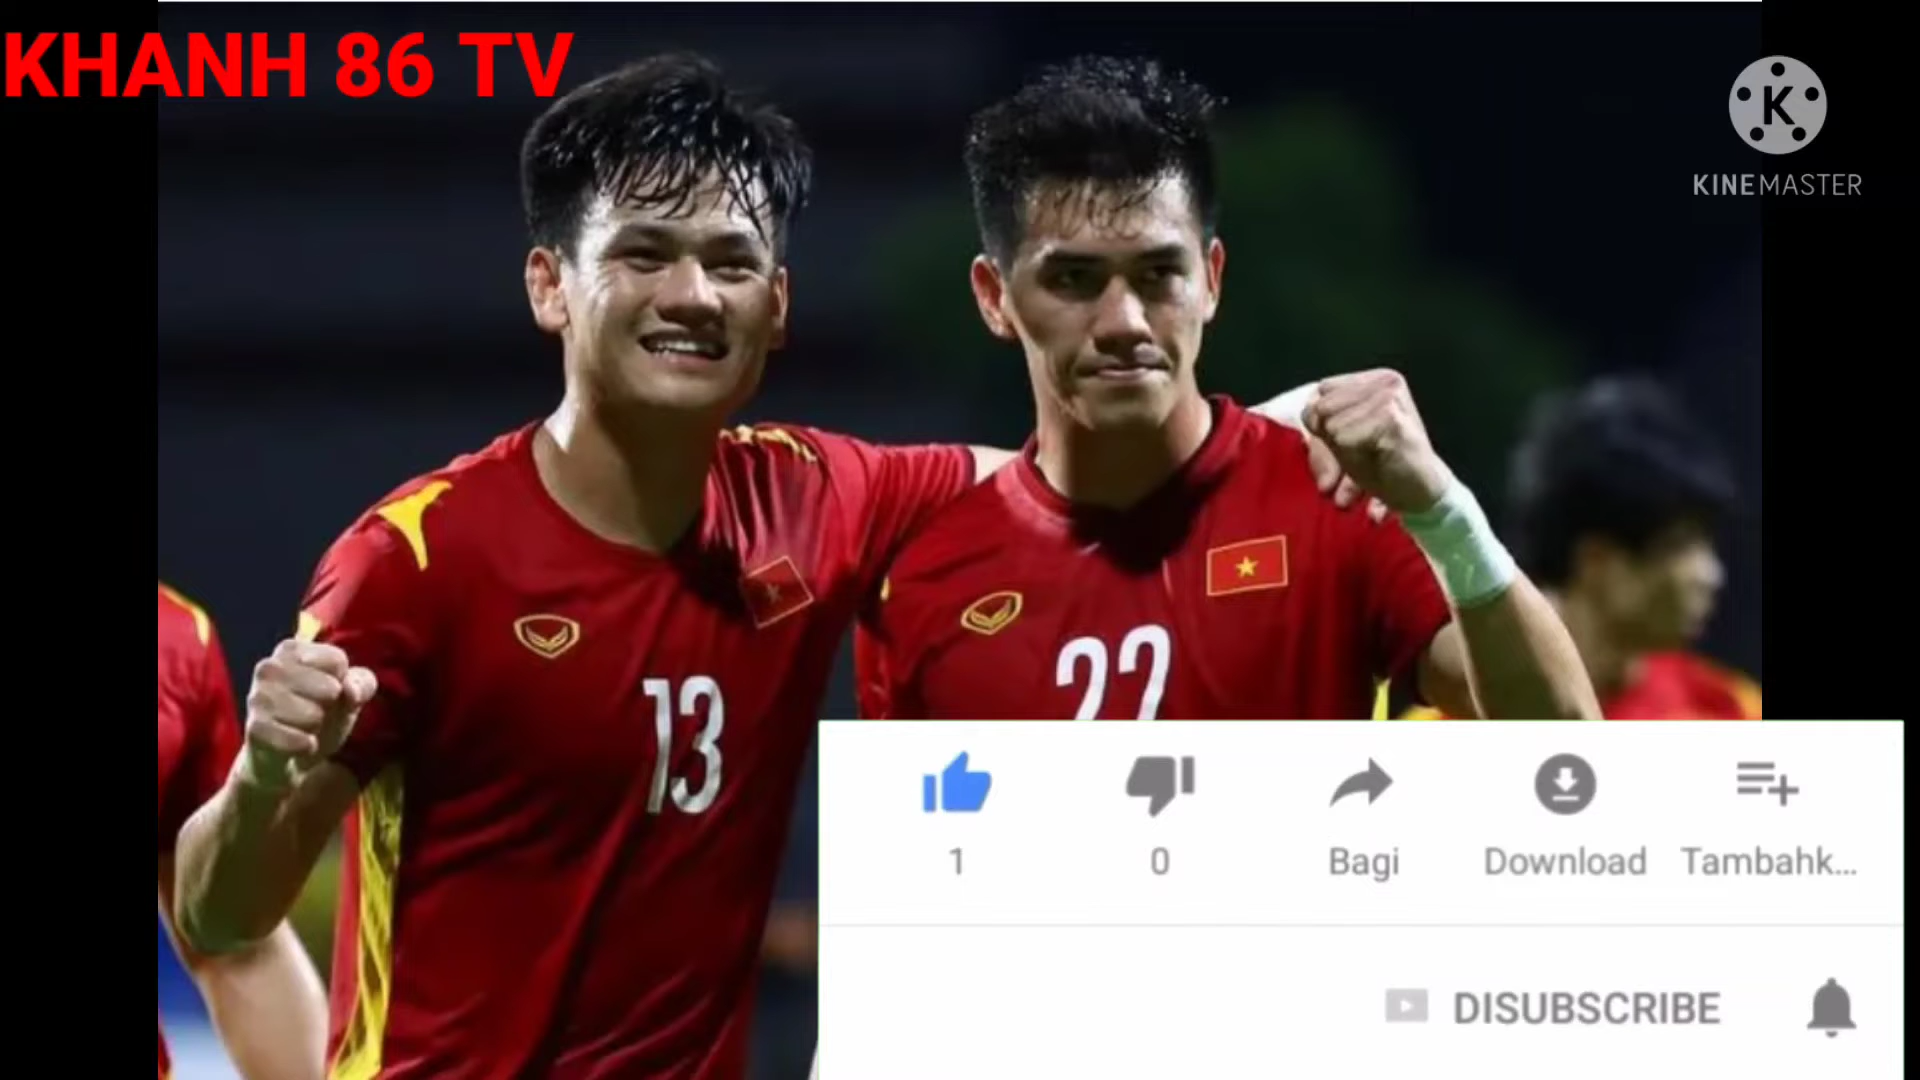 KHANH 86 TV
K
KINEMASTER
13
22
1
0
Bagi
Download
Tambahk...
DISUBSCRIBE